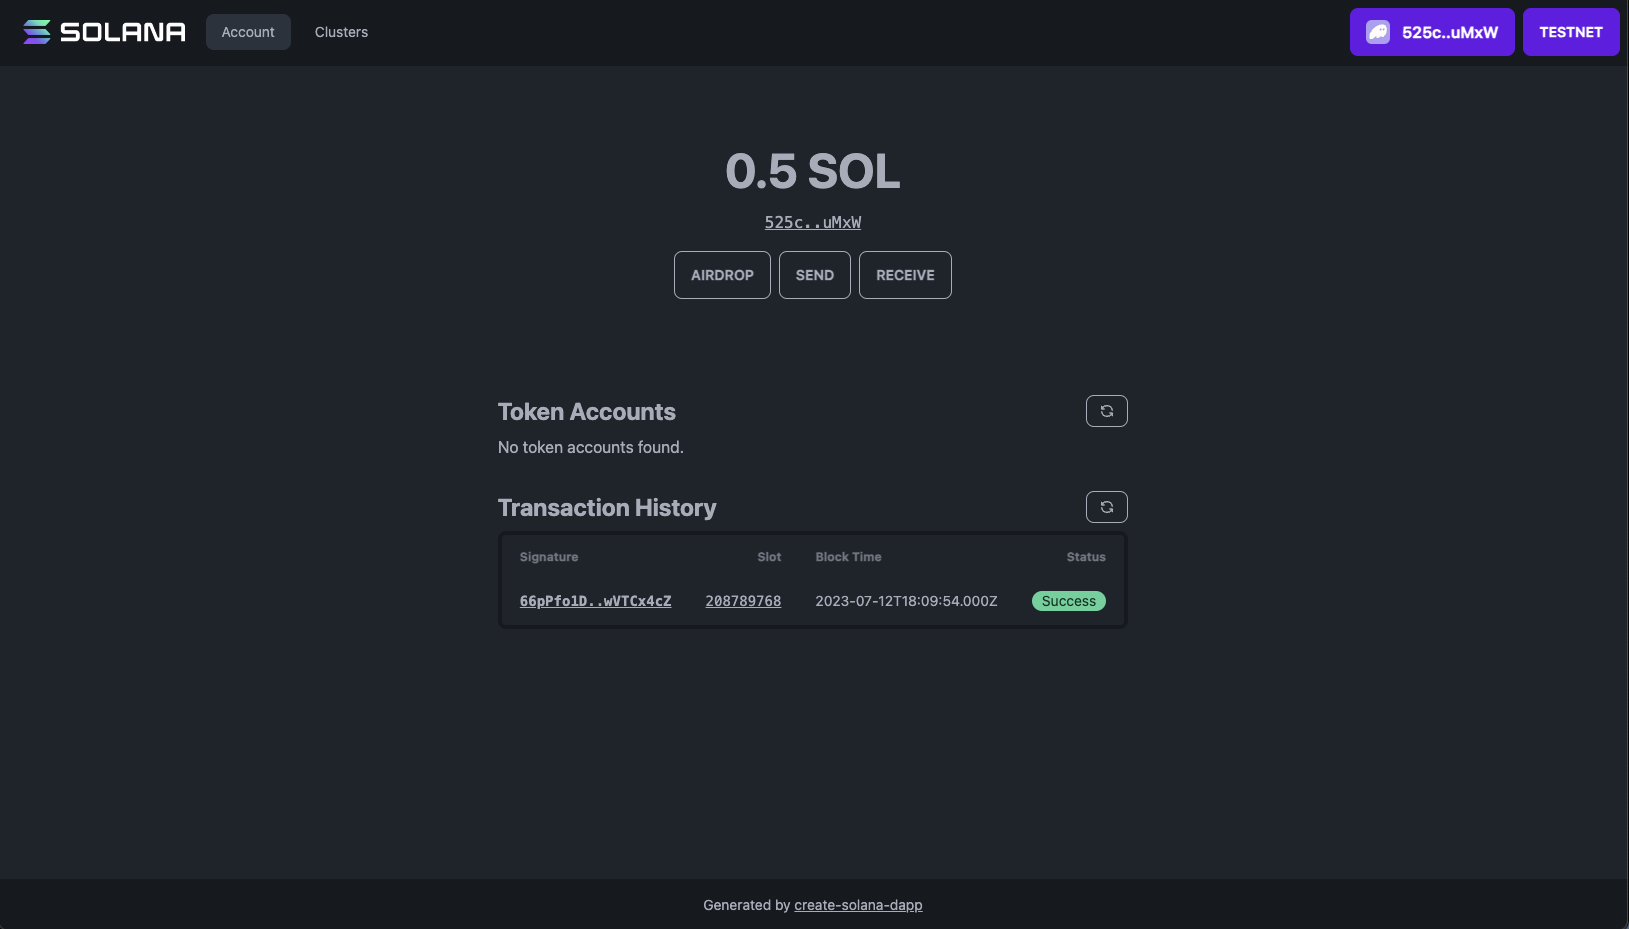 SOLANA Account Clusters 525c..uMxW TESTNET
0.5 SOL
525c..uMxW
AIRDROP SEND RECEIVE
Token Accounts
No token accounts found.
Transaction History
Signature Slot Block Time Status
66pPfo1D..wVTCx4cZ 208789768 2023-07-12T18:09:54.000Z Success
Generated by create-solana-dapp